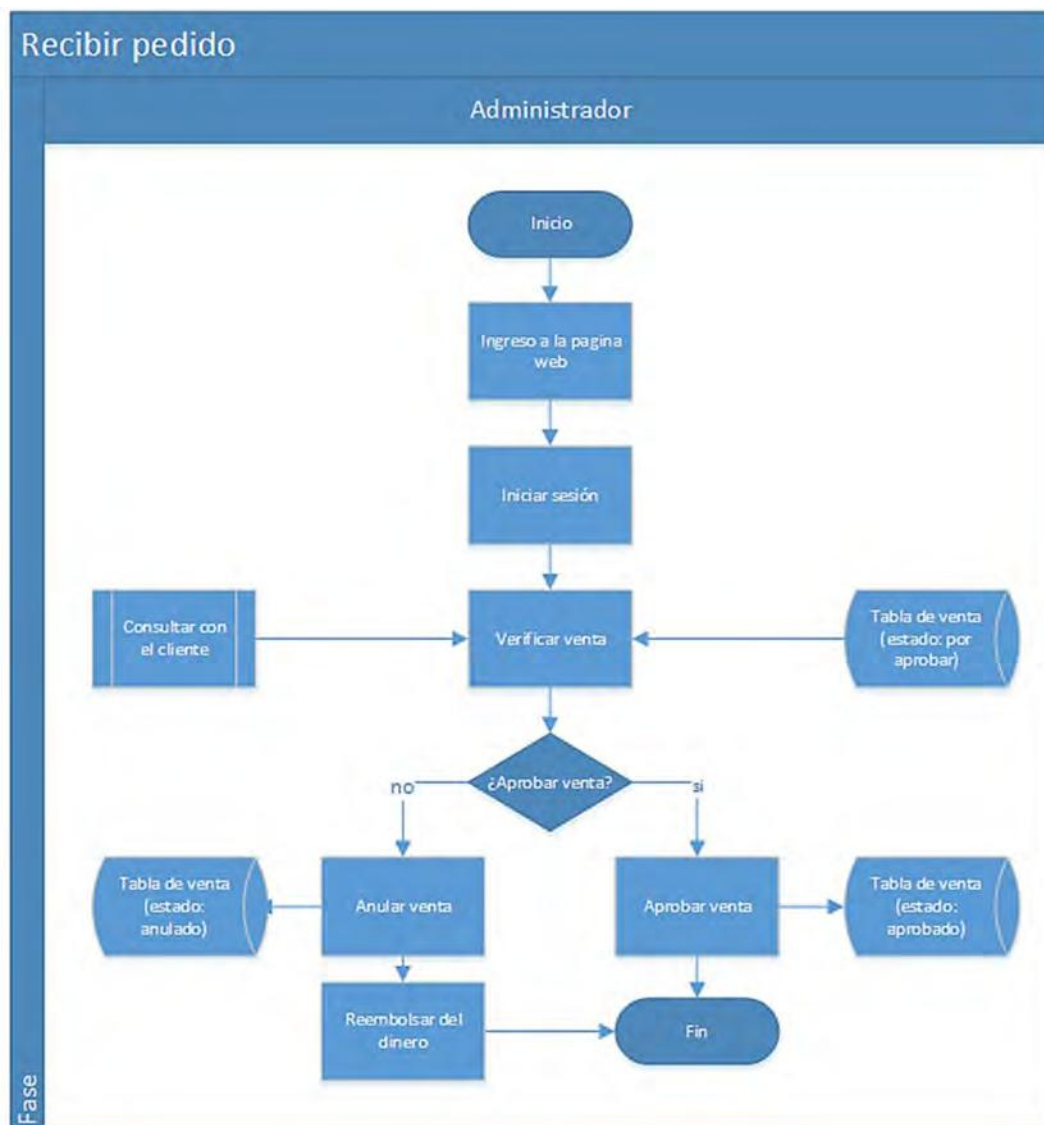 Recibir pedido
Administrador
Inicio
Ingreso a la pagina
web
Iniciar sesión
Consultar con
el cliente
Verificar venta
Tabla de venta
(estado: por
aprobar)
¿Aprobar venta?
no
si
Tabla de venta
(estado:
anulado)
Anular venta
Aprobar venta
Tabla de venta
(estado:
aprobado)
Reembolsar del
dinero
Fin
Fase